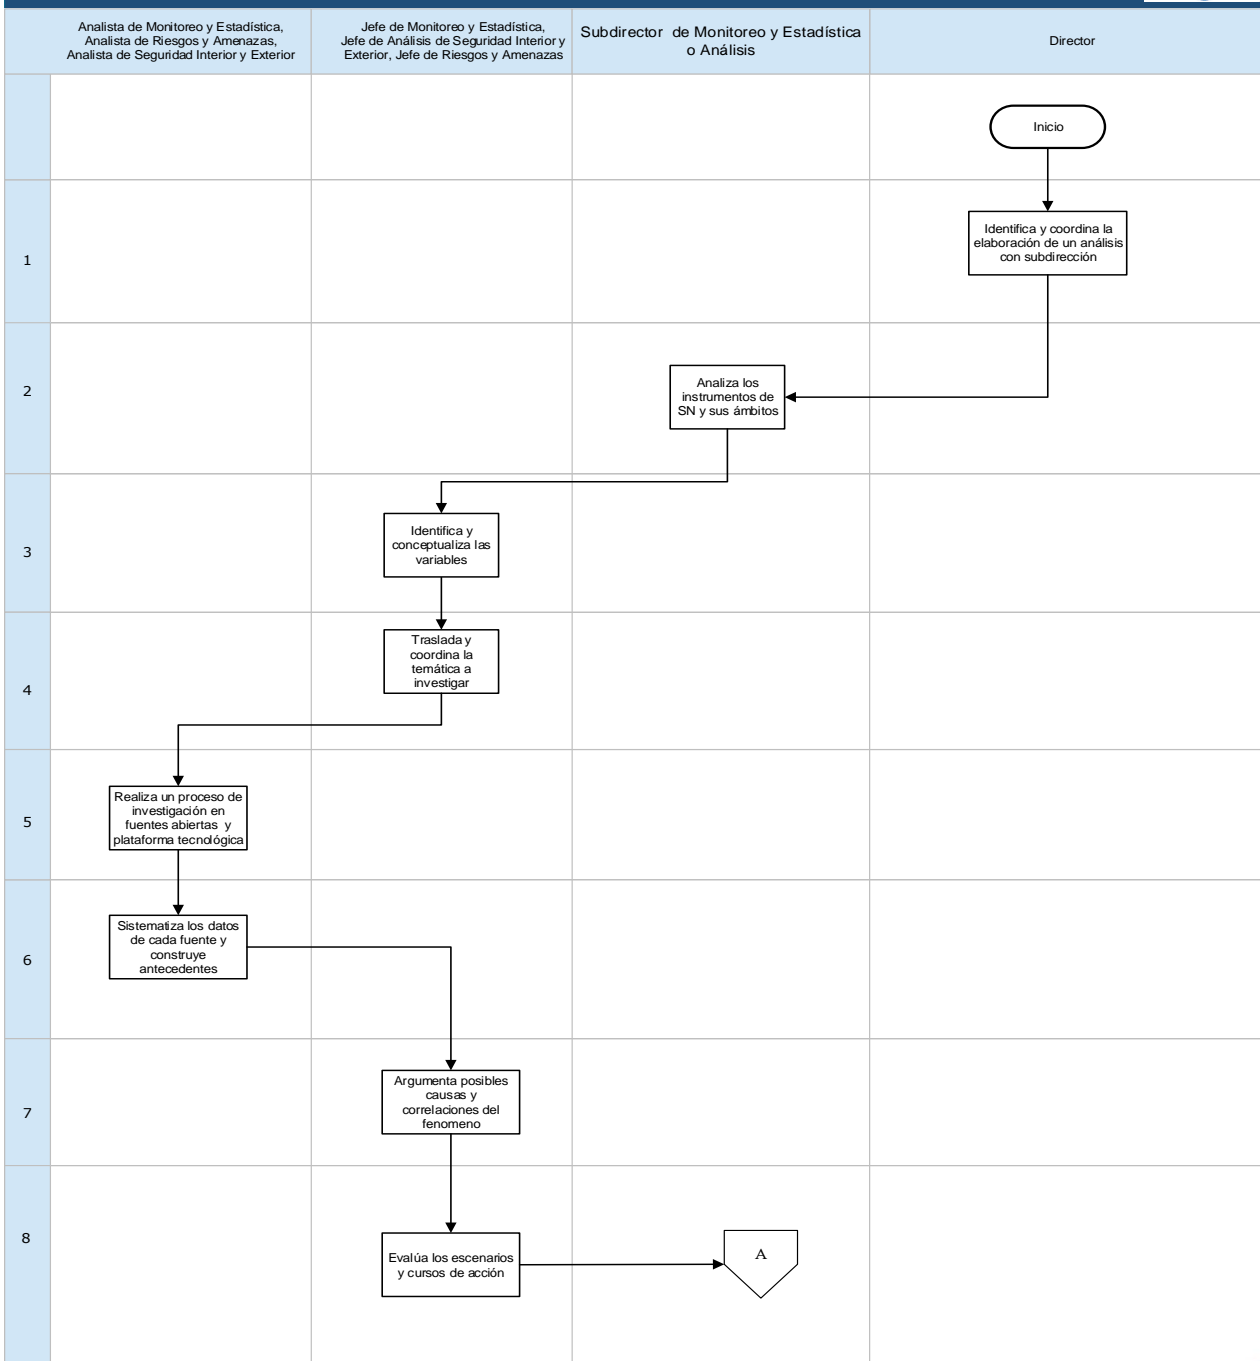 Analista de Monitoreo y Estadística,
Analista de Riesgos y Amenazas,
Analista de Seguridad Interior y Exterior
Jefe de Monitoreo y Estadística,
Jefe de Análisis de Seguridad Interior y
Exterior, Jefe de Riesgos y Amenazas
Subdirector de Monitoreo y Estadística
o Análisis
Director
Inicio
1
Identifica y coordina la
elaboración de un análisis
con subdirección
2
Analiza los
instrumentos de
SN y sus ámbitos
3
Identifica y
conceptualiza las
variables
4
Traslada y
coordina la
temática a
investigar
5
Realiza un proceso de
investigación en
fuentes abiertas y
plataforma tecnológica
6
Sistematiza los datos
de cada fuente y
construye
antecedentes
7
Argumenta posibles
causas y
correlaciones del
fenomeno
8
Evalúa los escenarios
y cursos de acción
A